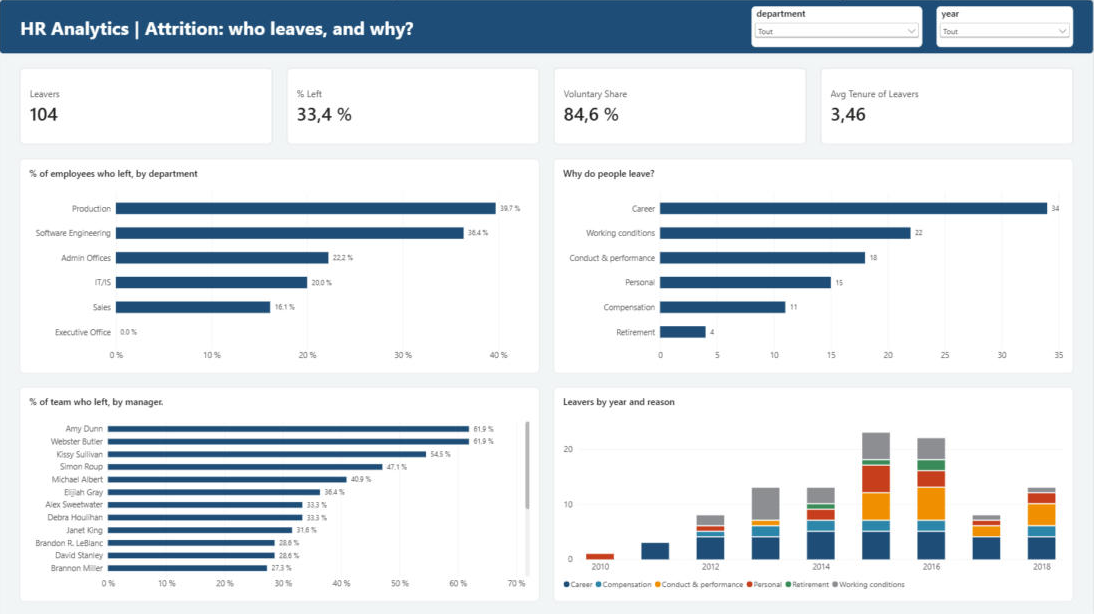 HR Analytics | Attrition: who leaves, and why?
department
Tout
year
Tout
Leavers
104
% Left
33,4 %
Voluntary Share
84,6 %
Avg Tenure of Leavers
3,46
% of employees who left, by department
Production 39.7 %
Software Engineering 36.4 %
Admin Offices 22.2 %
IT/IS 20.0 %
Sales 16.1 %
Executive Office 0.0 %
0 % 10 % 20 % 30 % 40 %
Why do people leave?
Career 34
Working conditions 22
Conduct & performance 18
Personal 15
Compensation 11
Retirement 4
0 5 10 15 20 25 30 35
% of team who left, by manager.
Amy Dunn 61.9 %
Webster Butler 61.9 %
Kissy Sullivan 54.5 %
Simon Roup 47.1 %
Michael Albert 40.9 %
Elijiah Gray 36.4 %
Alex Sweetwater 33.3 %
Debra Houlihan 33.3 %
Janet King 31.6 %
Brandon R. LeBlanc 28.6 %
David Stanley 28.6 %
Brannon Miller 27.3 %
0 % 10 % 20 % 30 % 40 % 50 % 60 % 70 %
Leavers by year and reason
20
10
0
2010 2012 2014 2016 2018
Career Compensation Conduct & performance Personal Retirement Working conditions